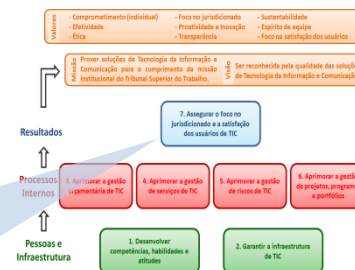 Valores
- Comprometimento (individual)
- Efetividade
- Ética
- Foco no jurisdicionado
- Proatividade e Inovação
- Transparência
- Sustentabilidade
- Espírito de equipe
- Foco na satisfação dos usuários
Missão
Prover soluções de Tecnologia da Informação e
Comunicação para o cumprimento da missão
institucional do Tribunal Superior do Trabalho.
Visão
Ser reconhecida pela qualidade das soluções
de Tecnologia da Informação e Comunicação
Resultados
7. Assegurar o foco no
jurisdicionado e a satisfação
dos usuários de TIC
Processos
Internos
3. Aprimorar a gestão
orçamentária de TIC
4. Aprimorar a gestão
de serviços de TIC
5. Aprimorar a gestão
de riscos de TIC
6. Aprimorar a gestão
de projetos, program
e portfólios
Pessoas e
Infraestrutura
1. Desenvolver
competências, habilidades e
atitudes
2. Garantir a infraestrutura
de TIC